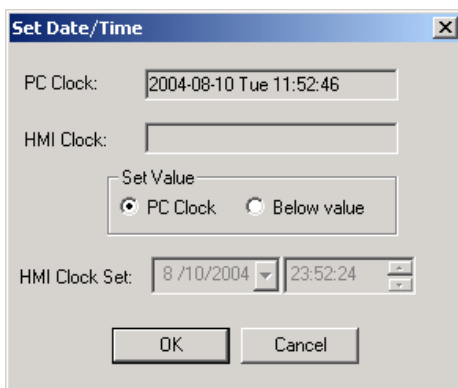 Set Date/Time
PC Clock: 2004-08-10 Tue 11:52:46
HMI Clock:
Set Value
PC Clock Below value
HMI Clock Set: 8 /10/2004 23:52:24
OK Cancel